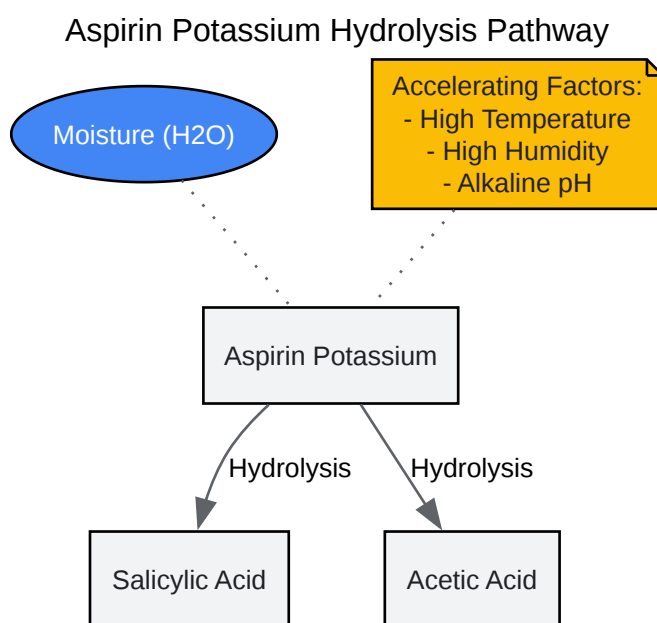 Aspirin Potassium Hydrolysis Pathway
Moisture (H2O)
Accelerating Factors:
- High Temperature
- High Humidity
- Alkaline pH
Aspirin Potassium
Hydrolysis
Hydrolysis
Salicylic Acid
Acetic Acid